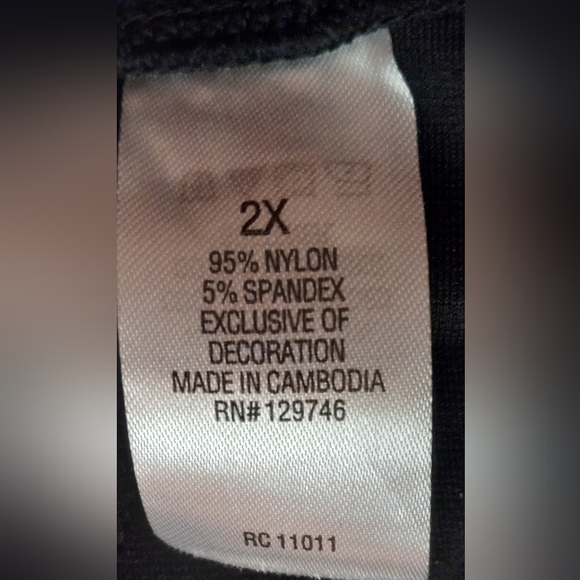 2X
95% NYLON
5% SPANDEX
EXCLUSIVE OF
DECORATION
MADE IN CAMBODIA
RN# 129746
RC 11011